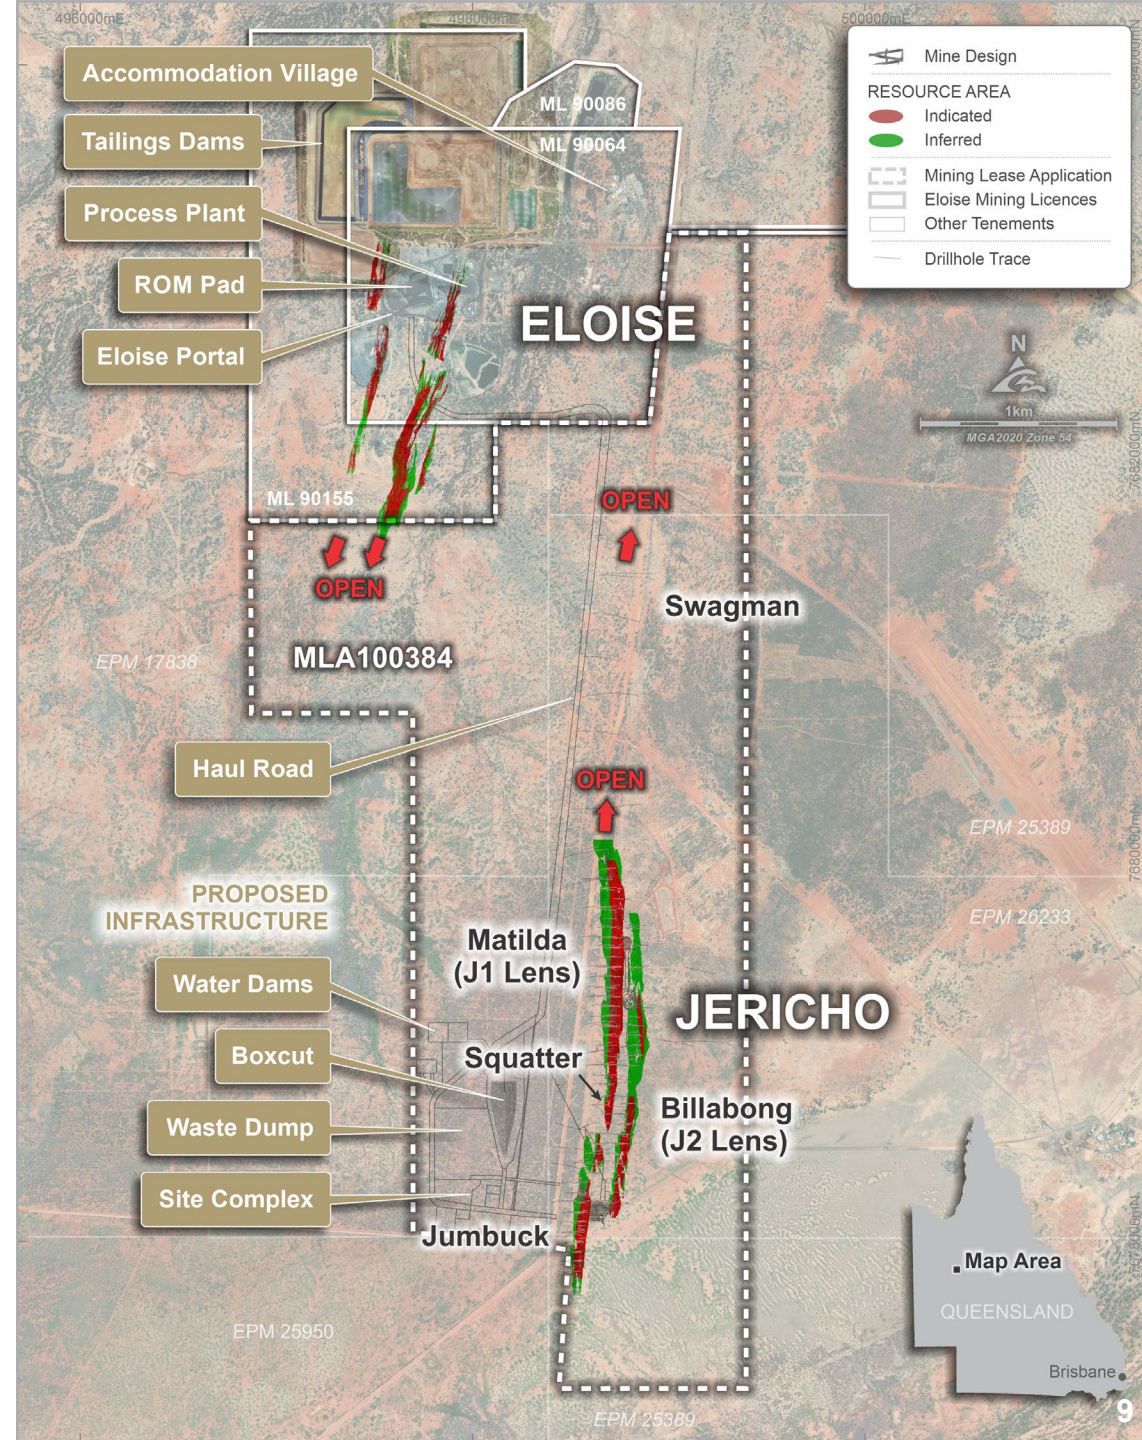 496000mE
498000mE
500000mE
Accommodation Village
Tailings Dams
Process Plant
ROM Pad
Eloise Portal
ML 90086
ML 90064
ELOISE
ML 90155
Mine Design
RESOURCE AREA
Indicated
Inferred
Mining Lease Application
Eloise Mining Licences
Other Tenements
Drillhole Trace
N
1km
MGA2020 Zone 54
7682000mN
OPEN
OPEN
Swagman
EPM 17838
MLA100384
Haul Road
OPEN
EPM 25389
7680000mN
PROPOSED
INFRASTRUCTURE
EPM 26233
Matilda
(J1 Lens)
Water Dams
JERICHO
Boxcut
Squatter
Billabong
(J2 Lens)
Waste Dump
Site Complex
Jumbuck
Map Area
QUEENSLAND
EPM 25950
Brisbane
EPM 25389
9